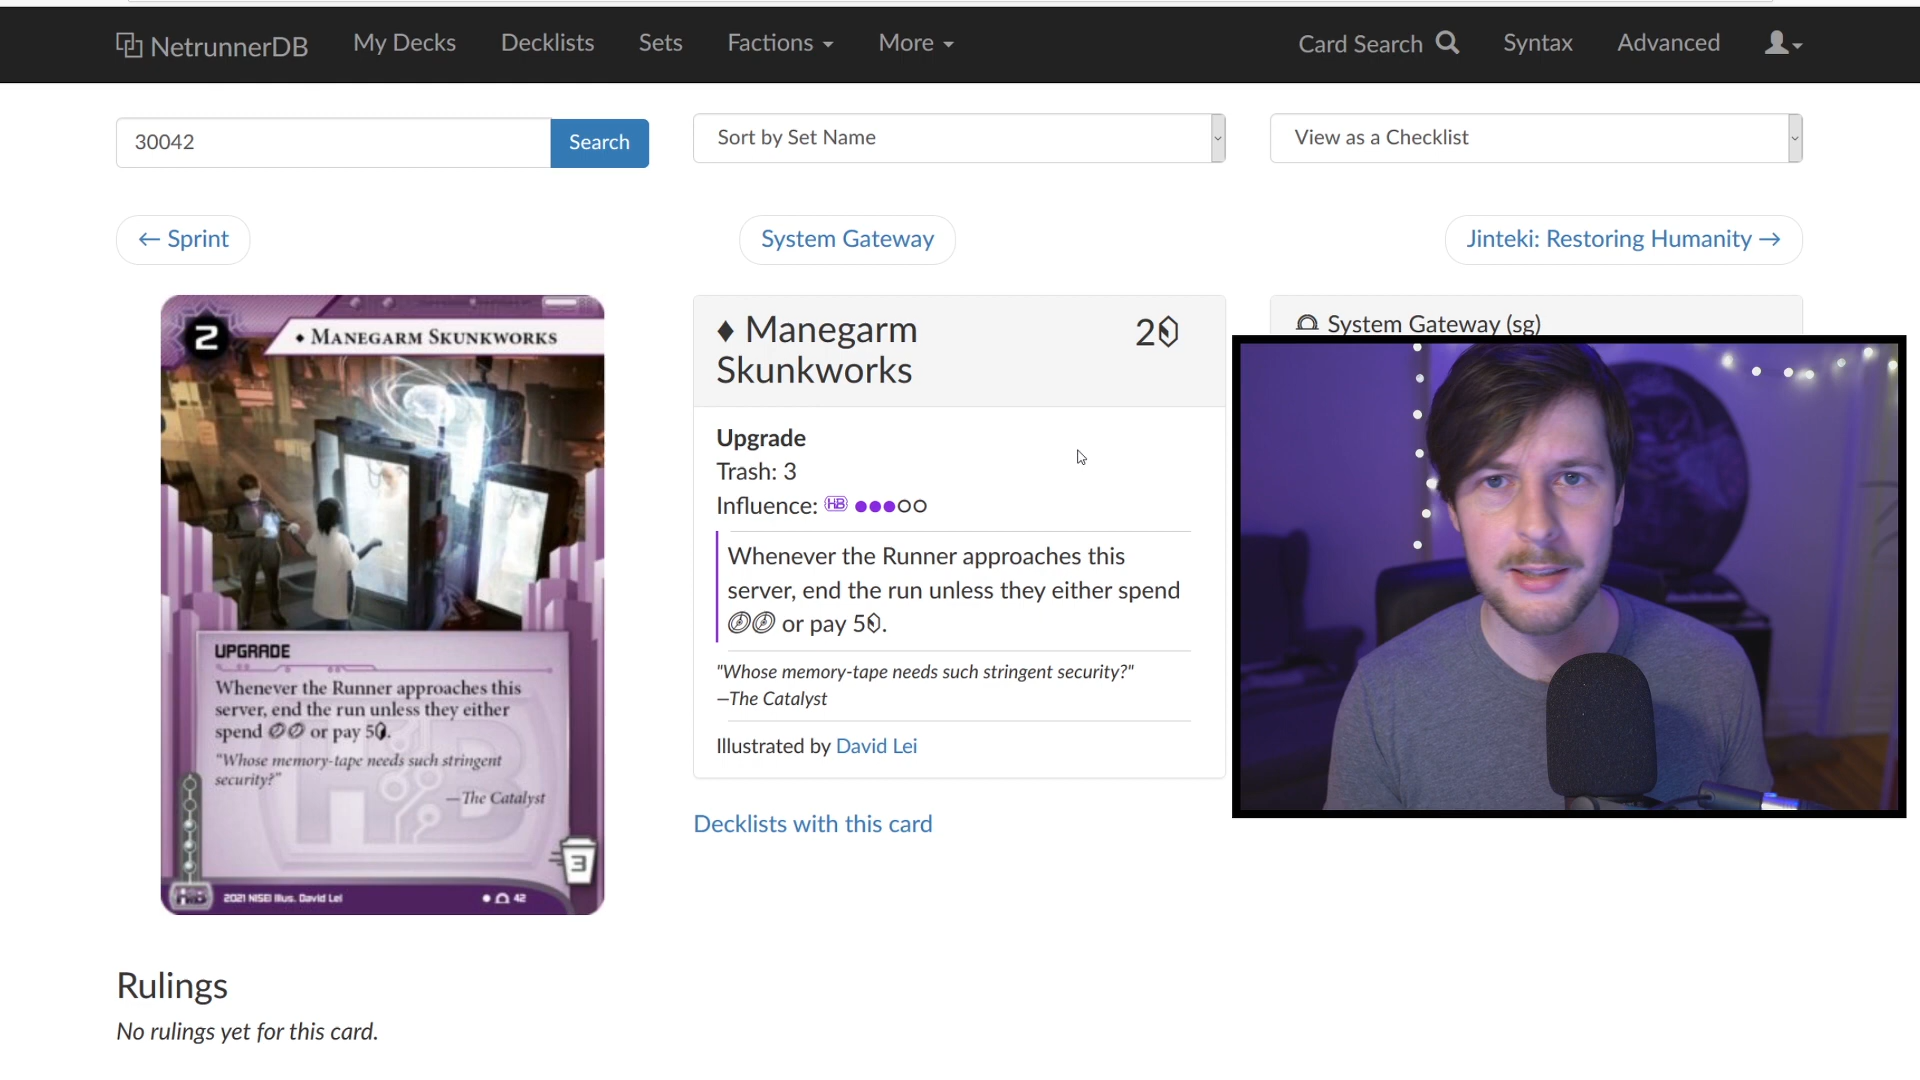 NetrunnerDB My Decks Decklists Sets Factions More Card Search Syntax Advanced
30042 Search Sort by Set Name View as a Checklist
← Sprint System Gateway Jinteki: Restoring Humanity →
2
♦ MANEGARM SKUNKWORKS
UPGRADE
Whenever the Runner approaches this
server, end the run unless they either
spend or pay 5.
"Whose memory-tape needs such stringent
security?"
—The Catalyst
3
2021 NISEI Illus. David Lei
42
♦ Manegarm
Skunkworks
2
Upgrade
Trash: 3
Influence: HB
Whenever the Runner approaches this
server, end the run unless they either spend
or pay 5.
"Whose memory-tape needs such stringent security?"
—The Catalyst
Illustrated by David Lei
Decklists with this card
System Gateway (sg)
Rulings
No rulings yet for this card.